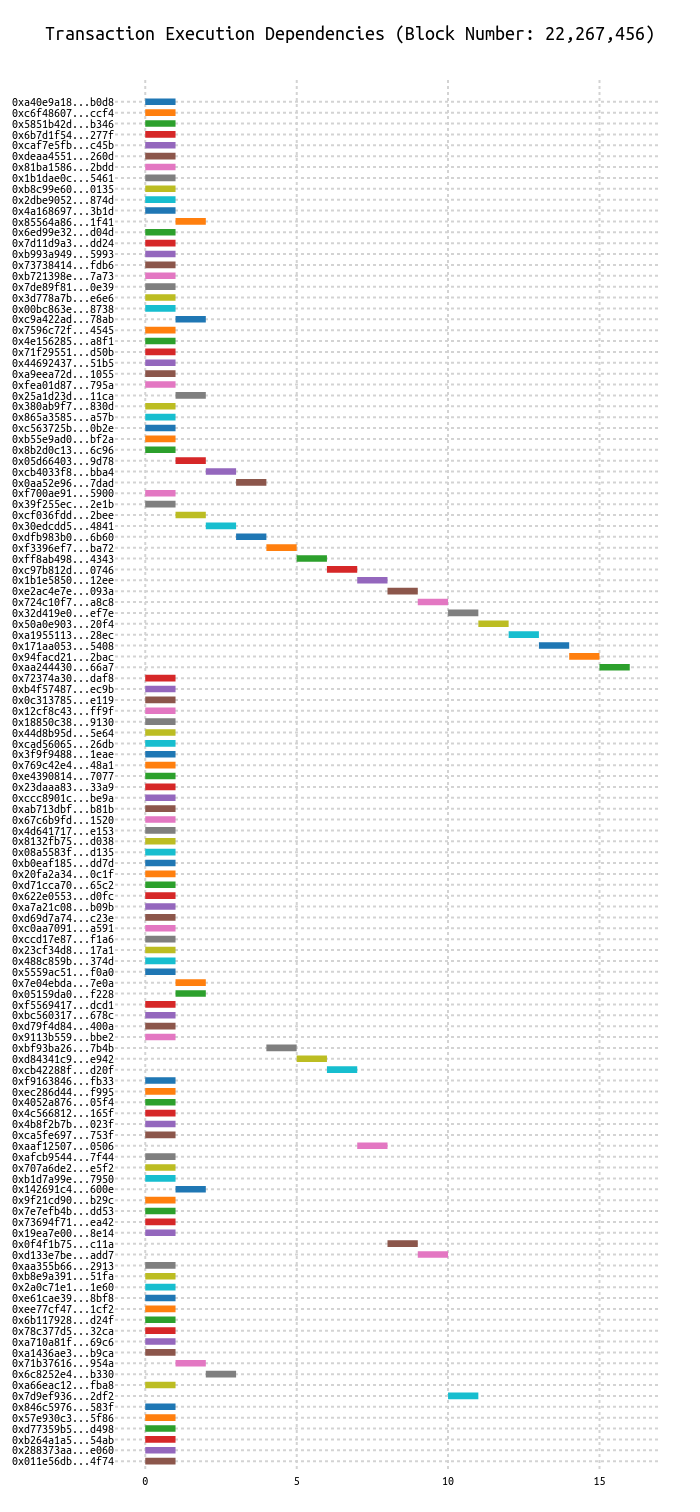 Transaction Execution Dependencies (Block Number: 22,267,456)
0xa40e9a18...b0d8
0xc6f48607...ccf4
0x5851b42d...b346
0x6b7d1f54...277f
0xcaf7e5fb...c45b
0xdeaa4551...260d
0x81ba1586...2bdd
0x1b1dae0c...5461
0xb8c99e60...0135
0x2dbe9052...874d
0x4a168697...3b1d
0x85564a86...1f41
0x6ed99e32...d04d
0x7d11d9a3...dd24
0xb993a949...5993
0x73738414...fdb6
0xb721398e...7a73
0x7de89f81...0e39
0x3d778a7b...e6e6
0x00bc863e...8738
0xc9a422ad...78ab
0x7596c72f...4545
0x4e156285...a8f1
0x71f29551...d50b
0x44692437...51b5
0xa9eea72d...1055
0xfea01d87...795a
0x25a1d23d...11ca
0x380ab9f7...830d
0x865a3585...a57b
0xc563725b...0b2e
0xb55e9ad0...bf2a
0x8b2d0c13...6c96
0x05d66403...9d78
0xcb4033f8...bba4
0x0aa52e96...7dad
0xf700ae91...5900
0x39f255ec...2e1b
0xcf036fdd...2bee
0x30edcdd5...4841
0xdfb983b0...6b60
0xf3396ef7...ba72
0xff8ab498...4343
0xc97b812d...0746
0x1b1e5850...12ee
0xe2ac4e7e...093a
0x724c10f7...a8c8
0x32d419e0...ef7e
0x50a0e903...20f4
0xa1955113...28ec
0x171aa053...5408
0x94facd21...2bac
0xaa244430...66a7
0x72374a30...daf8
0xb4f57487...ec9b
0x0c313785...e119
0x12cf8c43...ff9f
0x18850c38...9130
0x44d8b95d...5e64
0xcad56065...26db
0x3f9f9488...1eae
0x769c42e4...48a1
0xe4390814...7077
0x23daaa83...33a9
0xccc8901c...be9a
0xab713dbf...b81b
0x67c6b9fd...1520
0x4d641717...e153
0x8132fb75...d038
0x08a5583f...d135
0xb0eaf185...dd7d
0x20fa2a34...0c1f
0xd71cca70...65c2
0x622e0553...d0fc
0xa7a21c08...b09b
0xd69d7a74...c23e
0xc0aa7091...a591
0xccd17e87...f1a6
0x23cf34d8...17a1
0x488c859b...374d
0x5559ac51...f0a0
0x7e04ebda...7e0a
0x05159da0...f228
0xf5569417...dcd1
0xbc560317...678c
0xd79f4d84...400a
0x9113b559...bbe2
0xbf93ba26...7b4b
0xd84341c9...e942
0xcb42288f...d20f
0xf9163846...fb33
0xec286d44...f995
0x4052a876...05f4
0x4c566812...165f
0x4b8f2b7b...023f
0xca5fe697...753f
0xaaf12507...0506
0xafcb9544...7f44
0x707a6de2...e5f2
0xb1d7a99e...7950
0x142691c4...600e
0x9f21cd90...b29c
0x7e7efb4b...dd53
0x73694f71...ea42
0x19ea7e00...8e14
0x0f4f1b75...c11a
0xd133e7be...add7
0xaa355b66...2913
0xb8e9a391...51fa
0x2a0c71e1...1e60
0xe61cae39...8bf8
0xee77cf47...1cf2
0x6b117928...d24f
0x78c377d5...32ca
0xa710a81f...69c6
0xa1436ae3...b9ca
0x71b37616...954a
0x6c8252e4...b330
0xa66eac12...fba8
0x7d9ef936...2df2
0x846c5976...583f
0x57e930c3...5f86
0xd77359b5...d498
0xb264a1a5...54ab
0x288373aa...e060
0x011e56db...4f74
0 5 10 15